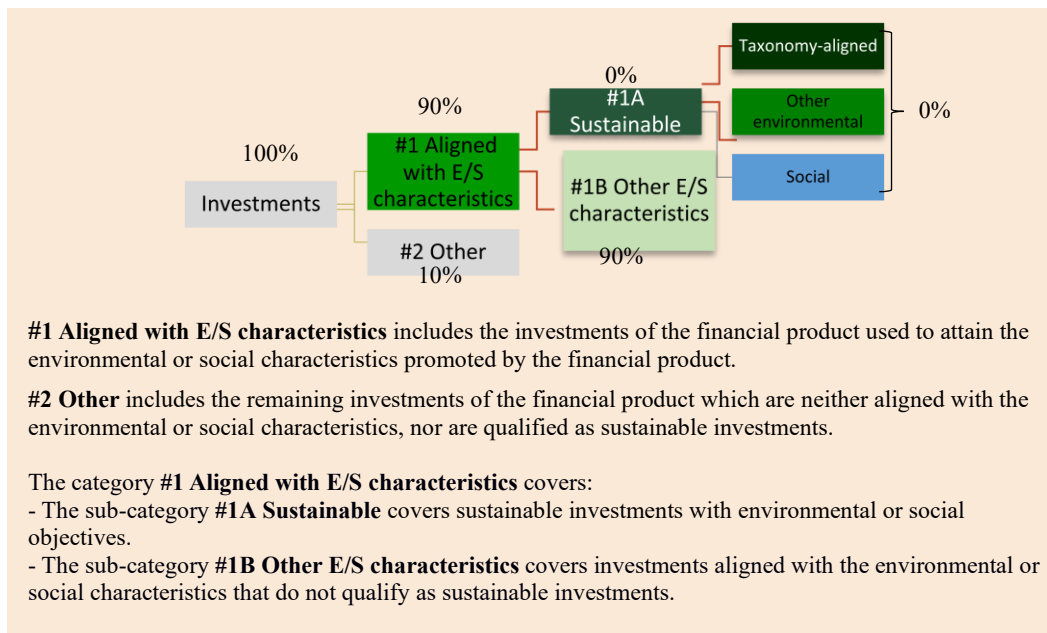 Taxonomy-aligned
0%
#1A
Sustainable
90%
Other
environmental
0%
#1 Aligned
with E/S
characteristics
100%
Social
#1B Other E/S
characteristics
Investments
#2 Other
10%
90%
#1 Aligned with E/S characteristics includes the investments of the financial product used to attain the
environmental or social characteristics promoted by the financial product.
#2 Other includes the remaining investments of the financial product which are neither aligned with the
environmental or social characteristics, nor are qualified as sustainable investments.
The category #1 Aligned with E/S characteristics covers:
- The sub-category #1A Sustainable covers sustainable investments with environmental or social
objectives.
- The sub-category #1B Other E/S characteristics covers investments aligned with the environmental or
social characteristics that do not qualify as sustainable investments.